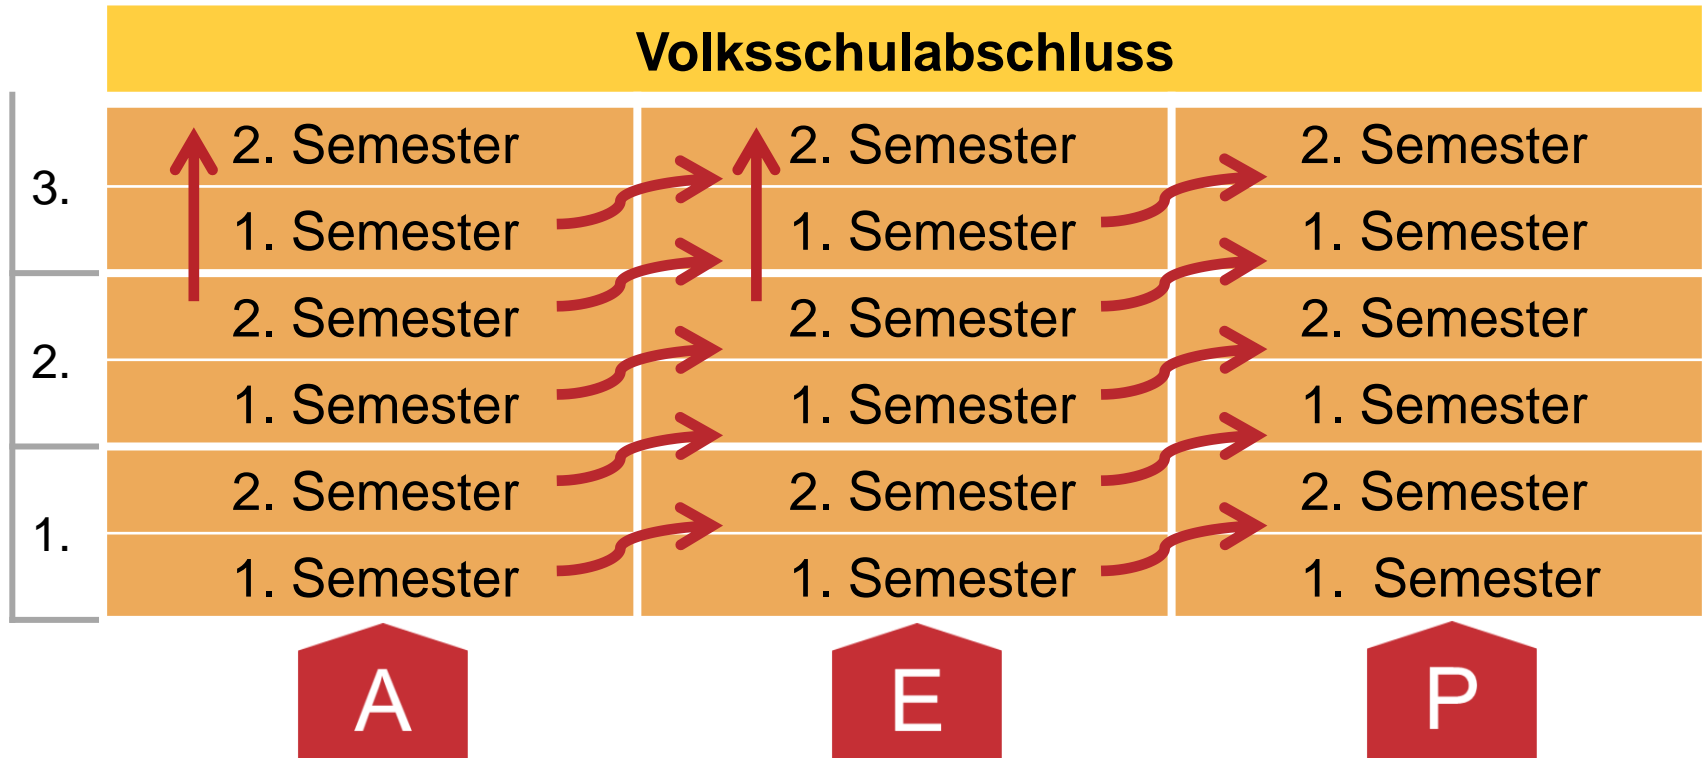 Volksschulabschluss
2. Semester 2. Semester 2. Semester
3.
1. Semester 1. Semester 1. Semester
2. Semester 2. Semester 2. Semester
2.
1. Semester 1. Semester 1. Semester
2. Semester 2. Semester 2. Semester
1.
1. Semester 1. Semester 1. Semester
A E P